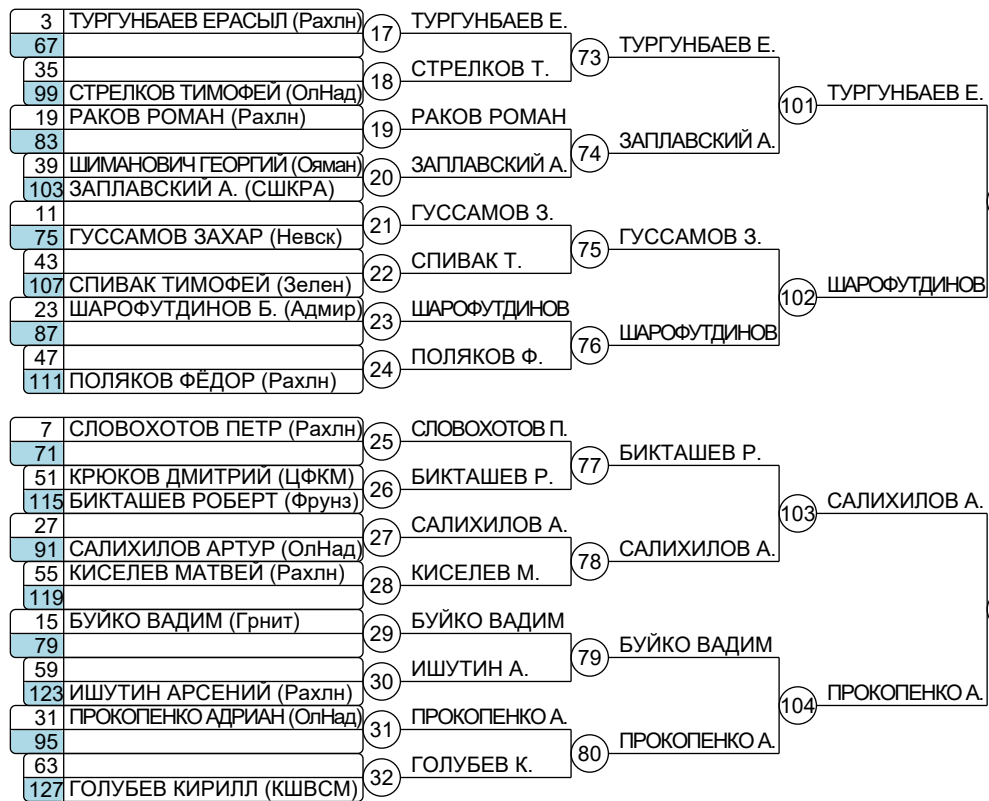 3 ТУРГУНБАЕВ ЕРАСЫЛ (Рахлн)
67
17
ТУРГУНБАЕВ Е.
35
99 СТРЕЛКОВ ТИМОФЕЙ (ОлНад)
18
СТРЕЛКОВ Т.
73
ТУРГУНБАЕВ Е.
19 РАКОВ РОМАН (Рахлн)
83
19
РАКОВ РОМАН
39 ШИМАНОВИЧ ГЕОРГИЙ (Ояман)
103 ЗАПЛАВСКИЙ А. (СШКРА)
20
ЗАПЛАВСКИЙ А.
74
ЗАПЛАВСКИЙ А.
101
ТУРГУНБАЕВ Е.
11
75 ГУССАМОВ ЗАХАР (Невск)
21
ГУССАМОВ З.
43
107 СПИВАК ТИМОФЕЙ (Зелен)
22
СПИВАК Т.
75
ГУССАМОВ З.
23 ШАРОФУТДИНОВ Б. (Адмир)
87
23
ШАРОФУТДИНОВ
47
111 ПОЛЯКОВ ФЁДОР (Рахлн)
24
ПОЛЯКОВ Ф.
76
ШАРОФУТДИНОВ
102
ШАРОФУТДИНОВ
7 СЛОВОХОТОВ ПЕТР (Рахлн)
71
25
СЛОВОХОТОВ П.
51 КРЮКОВ ДМИТРИЙ (ЦФКМ)
115 БИКТАШЕВ РОБЕРТ (Фрунз)
26
БИКТАШЕВ Р.
77
БИКТАШЕВ Р.
27
91 САЛИХИЛОВ АРТУР (ОлНад)
27
САЛИХИЛОВ А.
55 КИСЕЛЕВ МАТВЕЙ (Рахлн)
119
28
КИСЕЛЕВ М.
78
САЛИХИЛОВ А.
103
САЛИХИЛОВ А.
15 БУЙКО ВАДИМ (Грнит)
79
29
БУЙКО ВАДИМ
59
123 ИШУТИН АРСЕНИЙ (Рахлн)
30
ИШУТИН А.
79
БУЙКО ВАДИМ
31 ПРОКОПЕНКО АДРИАН (ОлНад)
95
31
ПРОКОПЕНКО А.
63
127 ГОЛУБЕВ КИРИЛЛ (КШВСМ)
32
ГОЛУБЕВ К.
80
ПРОКОПЕНКО А.
104
ПРОКОПЕНКО А.